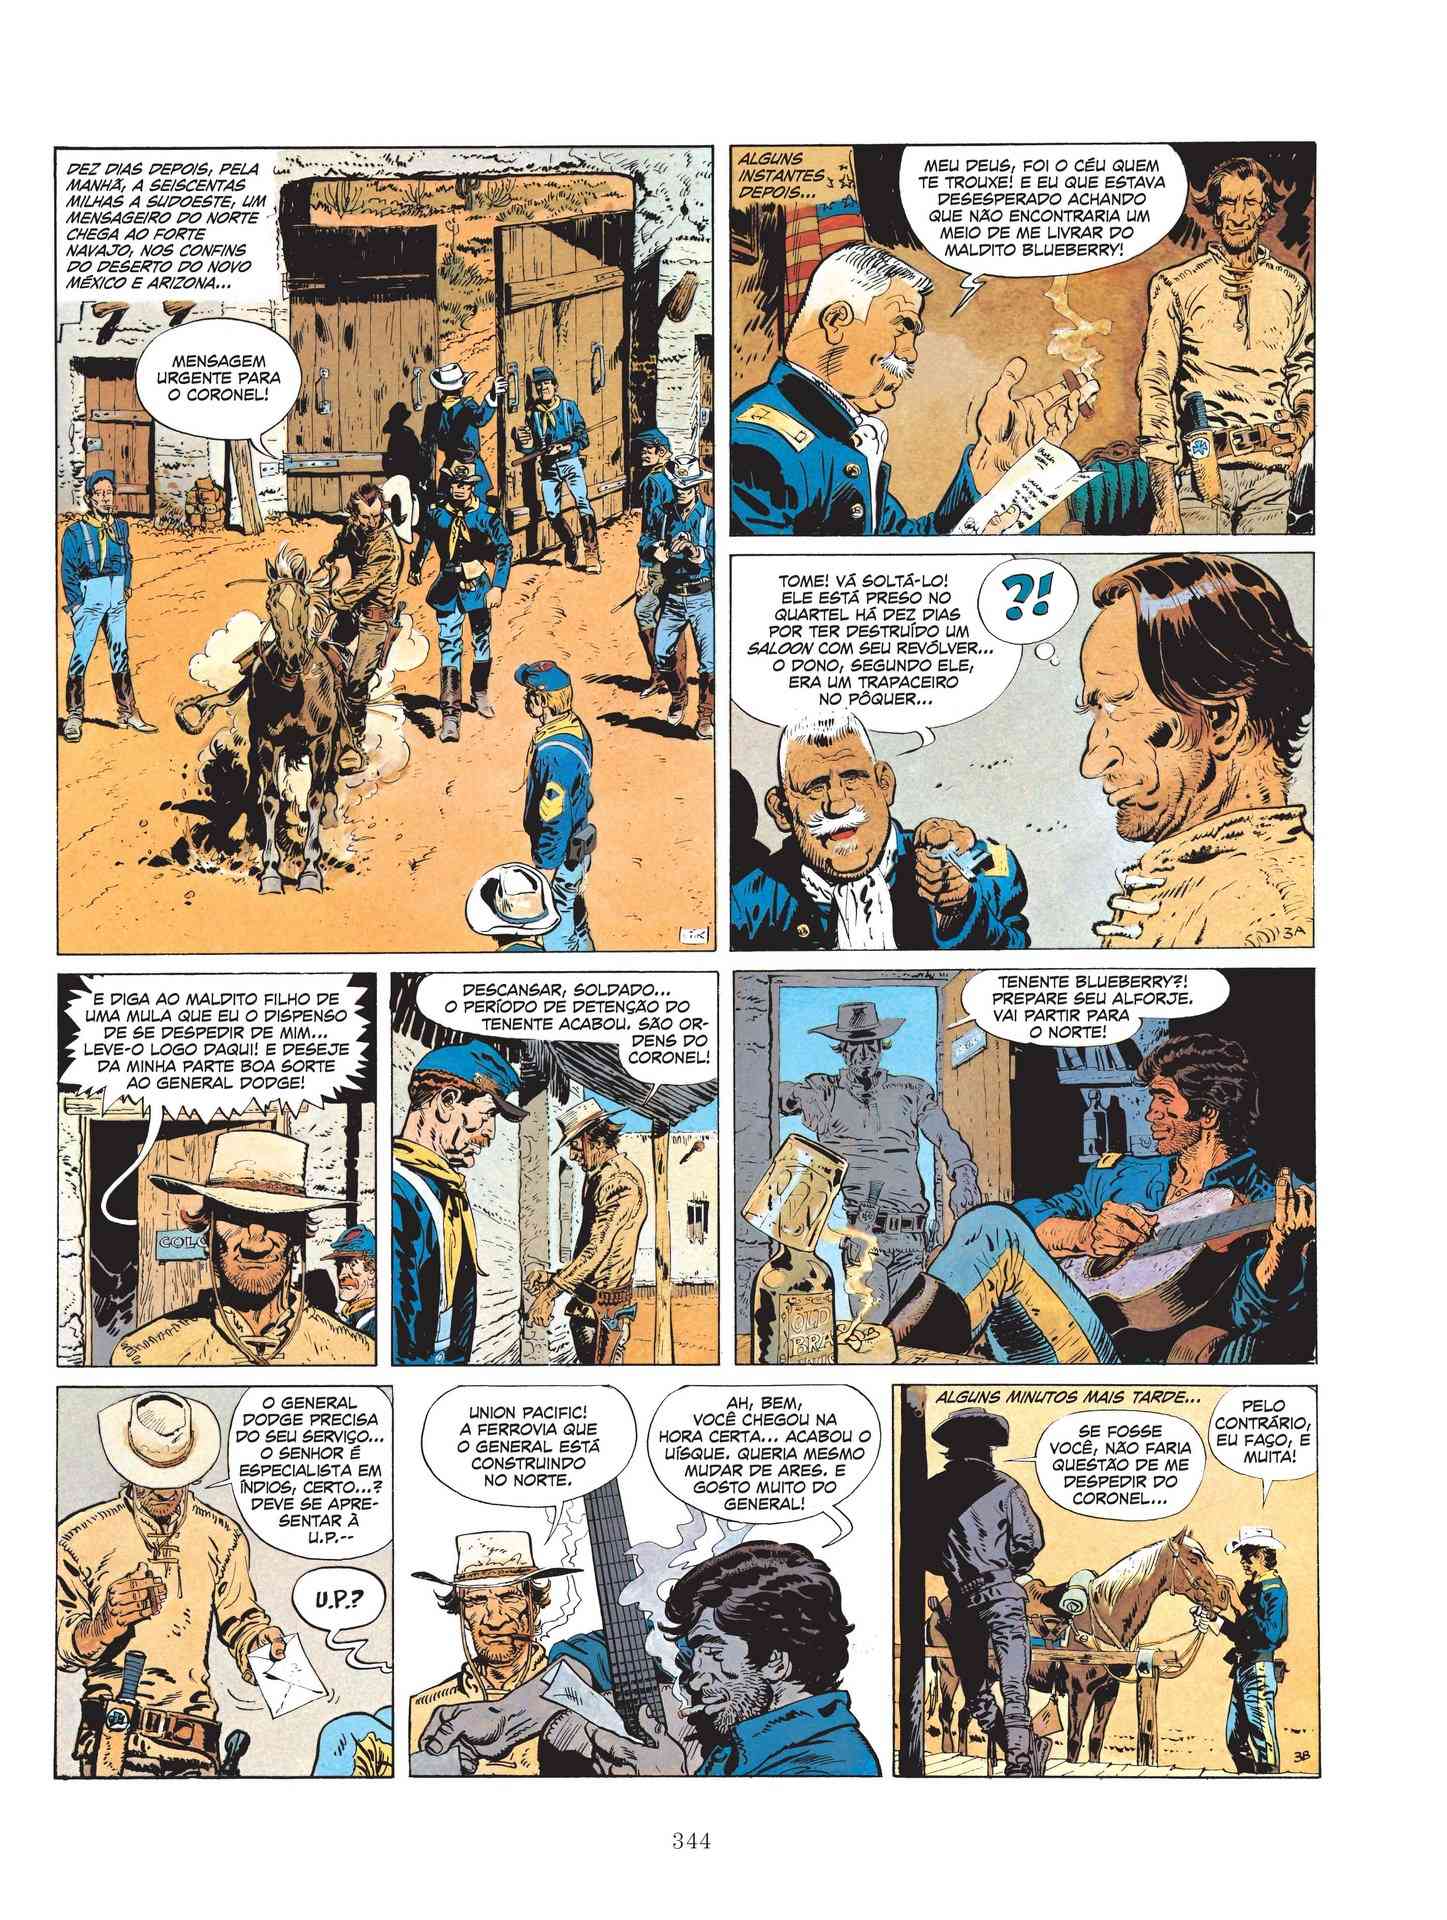 DEZ DIAS DEPOIS, PELA
MANHÃ, A SEISCENTAS
MILHAS A SUDOESTE, UM
MENSAGEIRO DO NORTE
CHEGA AO FORTE
NAVAJO, NOS CONFINS
DO DESERTO DO NOVO
MÉXICO E ARIZONA...
MENSAGEM
URGENTE PARA
O CORONEL!
GIR
ALGUNS
INSTANTES
DEPOIS...
MEU DEUS, FOI O CÉU QUEM
TE TROUXE! E EU QUE ESTAVA
DESESPERADO ACHANDO
QUE NÃO ENCONTRARIA UM
MEIO DE ME LIVRAR DO
MALDITO BLUEBERRY!
TOME! VÁ SOLTÁ-LO!
ELE ESTÁ PRESO NO
QUARTEL HÁ DEZ DIAS
POR TER DESTRUÍDO UM
SALOON COM SEU REVÓLVER...
O DONO, SEGUNDO ELE,
ERA UM TRAPACEIRO
NO PÔQUER...
?!
3A
E DIGA AO MALDITO FILHO DE
UMA MULA QUE EU O DISPENSO
DE SE DESPEDIR DE MIM...
LEVE-O LOGO DAQUI! E DESEJE
DA MINHA PARTE BOA SORTE
AO GENERAL DODGE!
COLO
DESCANSAR, SOLDADO...
O PERÍODO DE DETENÇÃO DO
TENENTE ACABOU. SÃO OR-
DENS DO
CORONEL!
TENENTE BLUEBERRY?!
PREPARE SEU ALFORJE.
VAI PARTIR PARA
O NORTE!
OLD
BRA
O GENERAL
DODGE PRECISA
DO SEU SERVIÇO...
O SENHOR É
ESPECIALISTA EM
ÍNDIOS, CERTO...?
DEVE SE APRE-
SENTAR À
U.P.--
U.P.?
UNION PACIFIC!
A FERROVIA QUE
O GENERAL ESTÁ
CONSTRUINDO
NO NORTE.
AH, BEM,
VOCÊ CHEGOU NA
HORA CERTA... ACABOU O
UÍSQUE. QUERIA MESMO
MUDAR DE ARES. E
GOSTO MUITO DO
GENERAL!
ALGUNS MINUTOS MAIS TARDE...
SE FOSSE
VOCÊ, NÃO FARIA
QUESTÃO DE ME
DESPEDIR DO
CORONEL...
PELO
CONTRÁRIO,
EU FAÇO, E
MUITA!
3B
344